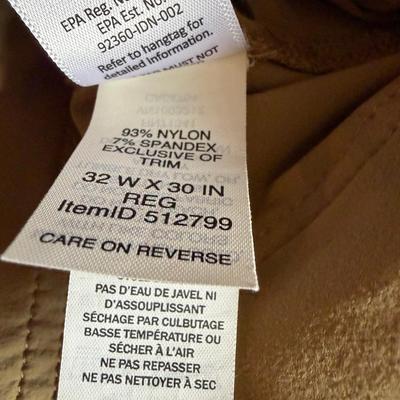 EPA Reg. N
EPA Est. No.
92360-IDN-002
Refer to hangtag for
detailed information.
MUST NOT
93% NYLON
7% SPANDEX
EXCLUSIVE OF
TRIM
32 W X 30 IN
REG
ItemID 512799
CARE ON REVERSE
PAS D'EAU DE JAVEL NI
D'ASSOUPLISSANT
SÉCHAGE PAR CULBUTAGE
BASSE TEMPÉRATURE OU
SÉCHER À L'AIR
NE PAS REPASSER
NE PAS NETTOYER À SEC